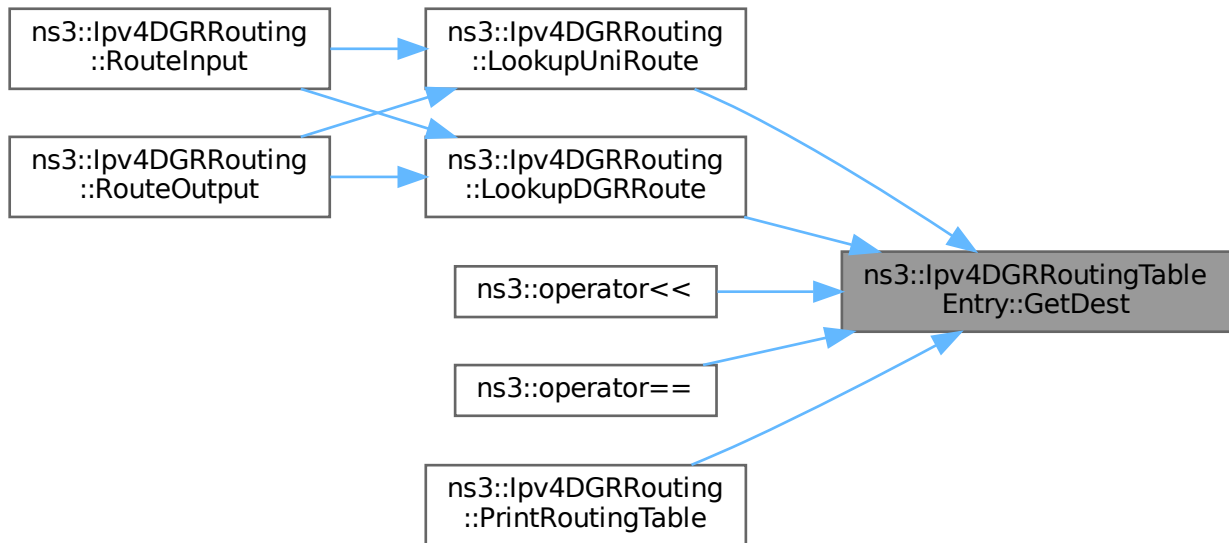 ns3::Ipv4DGRRouting
::RouteInput
ns3::Ipv4DGRRouting
::LookupUniRoute
ns3::Ipv4DGRRouting
::RouteOutput
ns3::Ipv4DGRRouting
::LookupDGRRoute
ns3::Ipv4DGRRoutingTable
Entry::GetDest
ns3::operator<<
ns3::operator==
ns3::Ipv4DGRRouting
::PrintRoutingTable